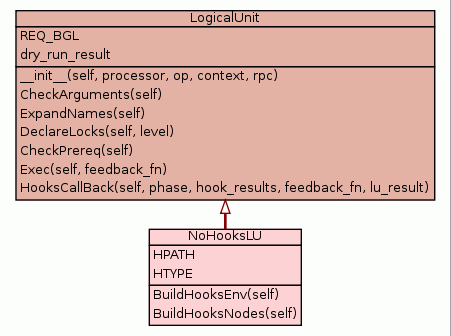 LogicalUnit
REQ_BGL
dry_run_result
__init__(self, processor, op, context, rpc)
CheckArguments(self)
ExpandNames(self)
DeclareLocks(self, level)
CheckPrereq(self)
Exec(self, feedback_fn)
HooksCallBack(self, phase, hook_results, feedback_fn, lu_result)
NoHooksLU
HPATH
HTYPE
BuildHooksEnv(self)
BuildHooksNodes(self)